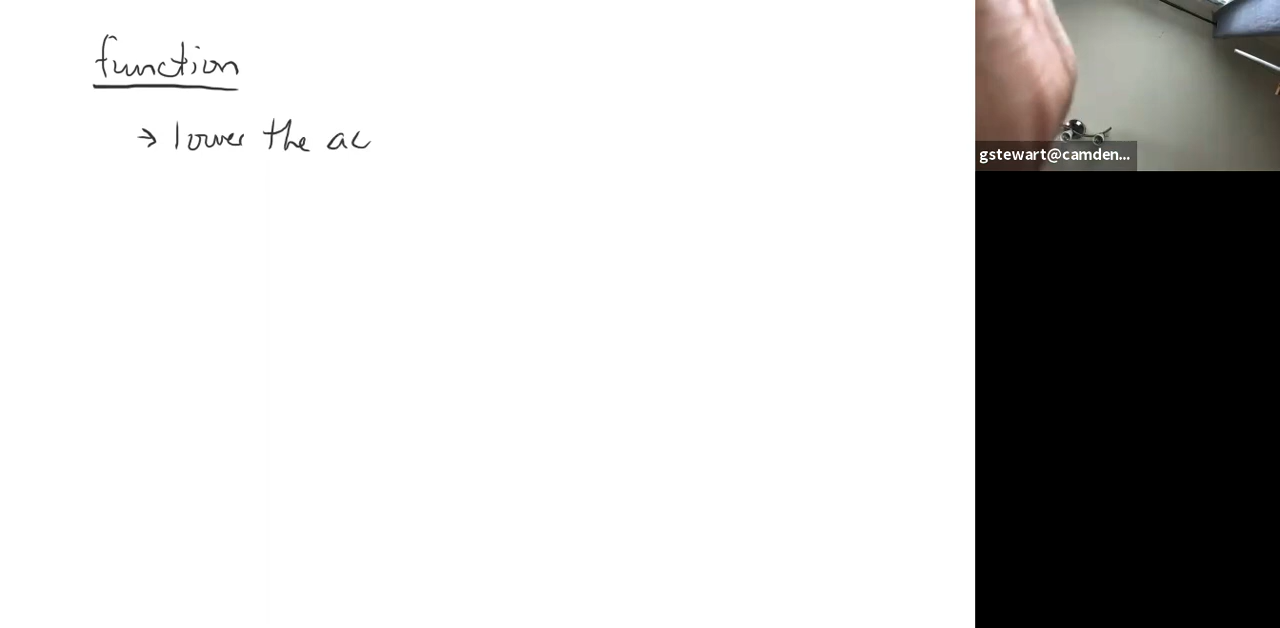 function
→ lower the ac
gstewart@camden...